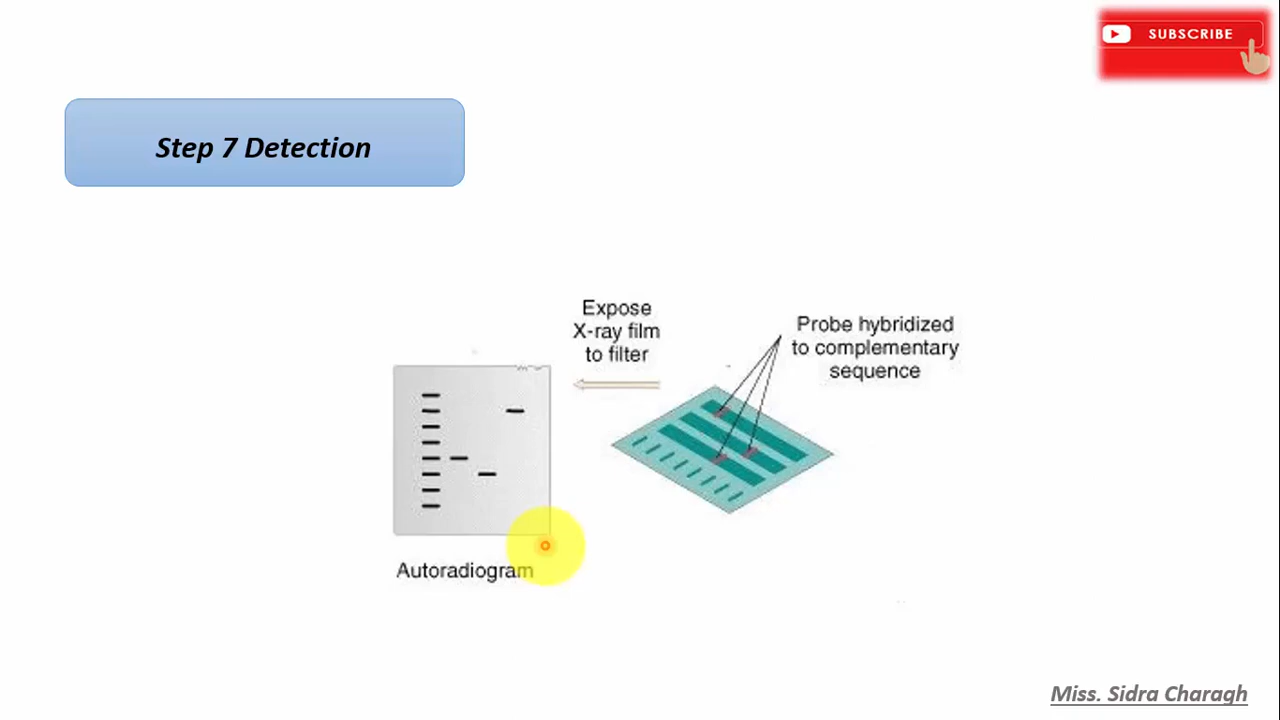 SUBSCRIBE
Step 7 Detection
Expose
X-ray film
to filter
Probe hybridized
to complementary
sequence
Autoradiogram
Miss. Sidra Charagh